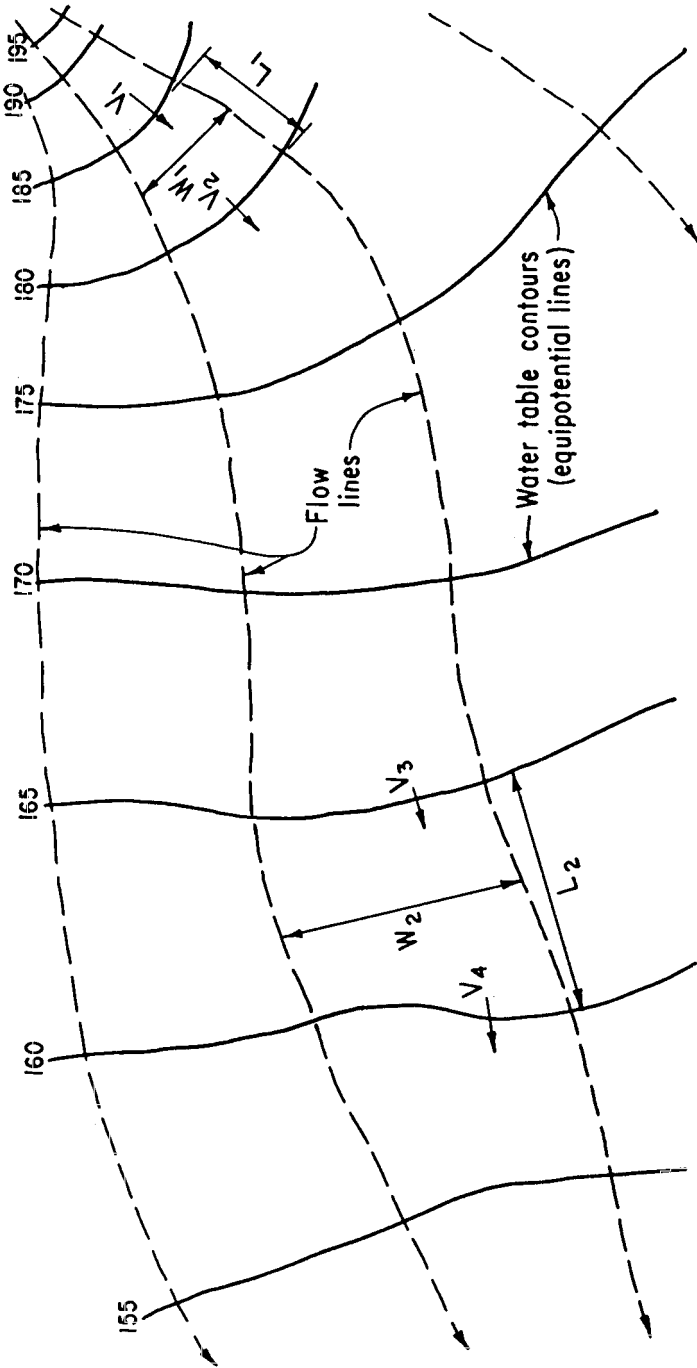 195
190
185
180
175
170
165
160
155
V₁
L₁
W₁
V₂
Flow
lines
Water table contours
(equipotential lines)
V₃
W₂
L₂
V₄